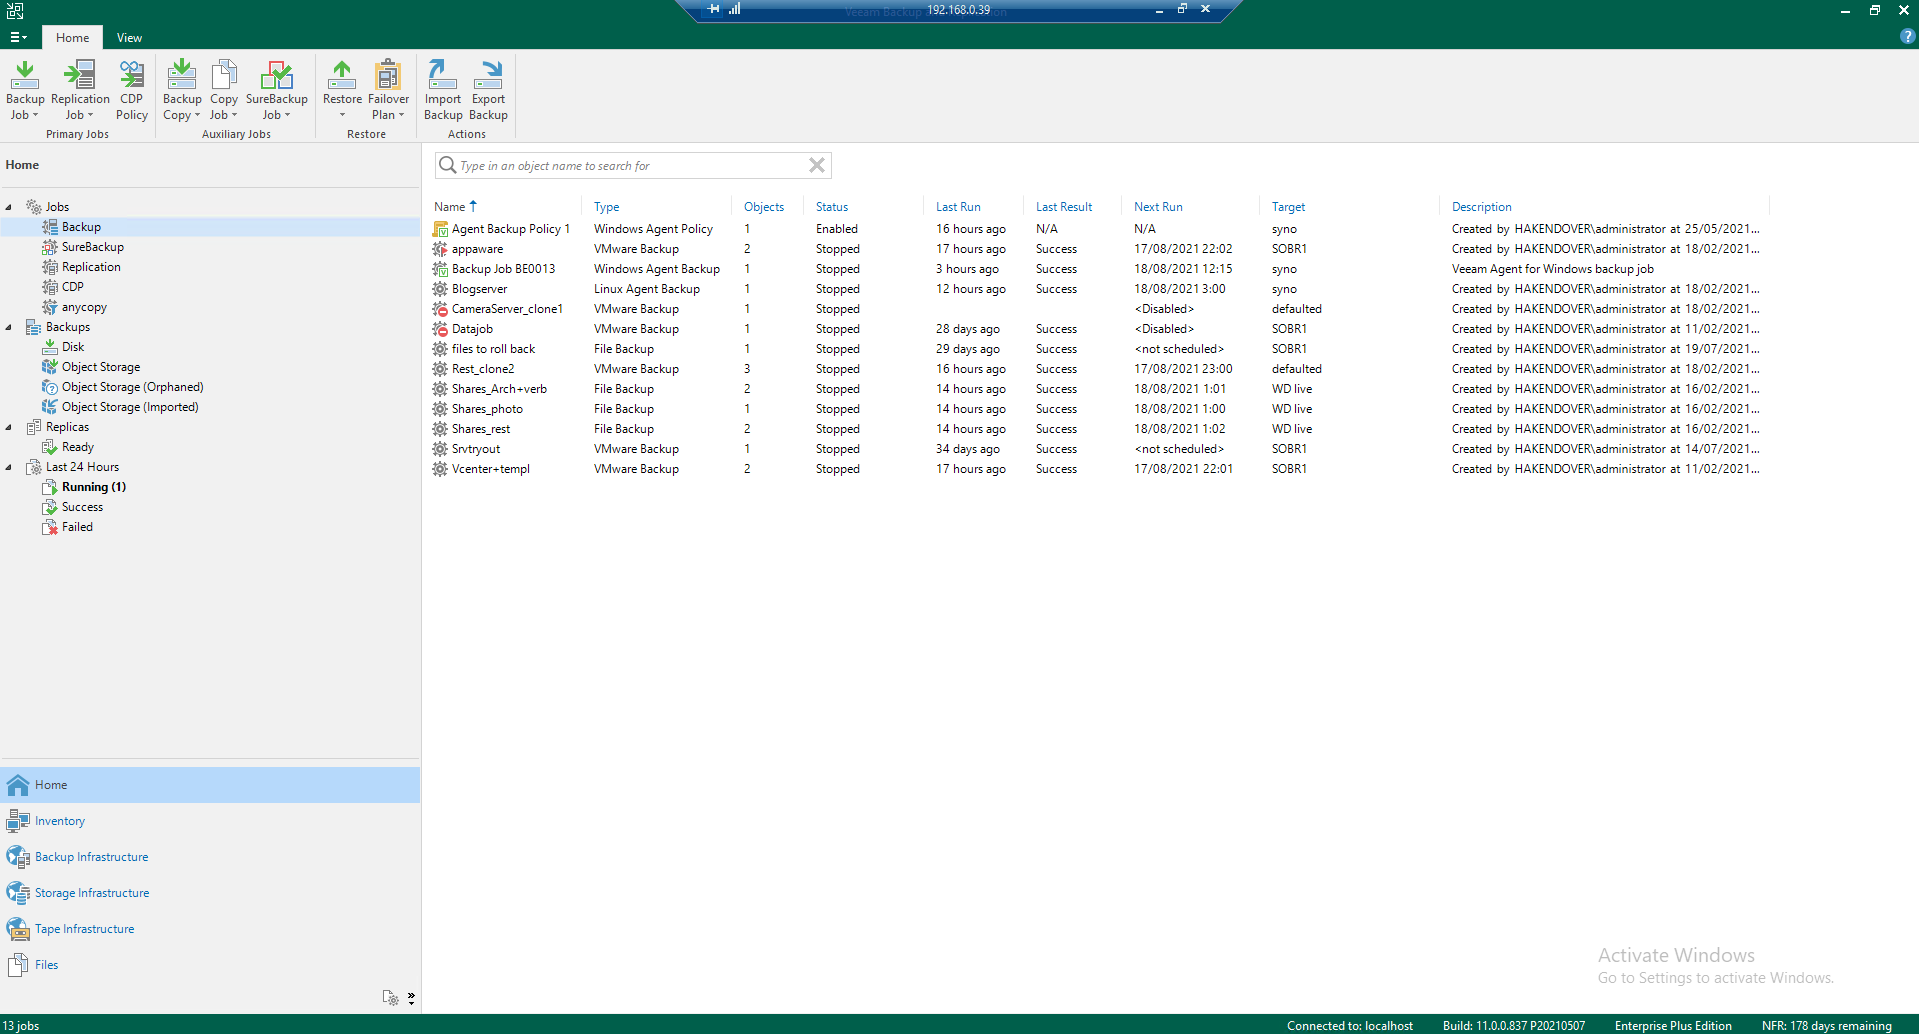 192.168.0.39
Veeam Backup and Replication
Home View
Backup Job Replication Job CDP Policy Backup Copy Copy Job SureBackup Job Restore Failover Plan Import Backup Export Backup
Primary Jobs Auxiliary Jobs Restore Actions
Home
Jobs
Backup
SureBackup
Replication
CDP
anycopy
Backups
Disk
Object Storage
Object Storage (Orphaned)
Object Storage (Imported)
Replicas
Ready
Last 24 Hours
Running (1)
Success
Failed
Home
Inventory
Backup Infrastructure
Storage Infrastructure
Tape Infrastructure
Files
Type in an object name to search for
Name Type Objects Status Last Run Last Result Next Run Target Description
Agent Backup Policy 1 Windows Agent Policy 1 Enabled 16 hours ago N/A N/A syno Created by HAKENDOVER\administrator at 25/05/2021...
appaware VMware Backup 2 Stopped 17 hours ago Success 17/08/2021 22:02 SOBR1 Created by HAKENDOVER\administrator at 18/02/2021...
Backup Job BE0013 Windows Agent Backup 1 Stopped 3 hours ago Success 18/08/2021 12:15 syno Veeam Agent for Windows backup job
Blogserver Linux Agent Backup 1 Stopped 12 hours ago Success 18/08/2021 3:00 syno Created by HAKENDOVER\administrator at 18/02/2021...
CameraServer_clone1 VMware Backup 1 Stopped <Disabled> defaulted Created by HAKENDOVER\administrator at 18/02/2021...
Datajob VMware Backup 1 Stopped 28 days ago Success <Disabled> SOBR1 Created by HAKENDOVER\administrator at 11/02/2021...
files to roll back File Backup 1 Stopped 29 days ago Success <not scheduled> SOBR1 Created by HAKENDOVER\administrator at 19/07/2021...
Rest_clone2 VMware Backup 3 Stopped 16 hours ago Success 17/08/2021 23:00 defaulted Created by HAKENDOVER\administrator at 18/02/2021...
Shares_Arch+verb File Backup 2 Stopped 14 hours ago Success 18/08/2021 1:01 WD live Created by HAKENDOVER\administrator at 16/02/2021...
Shares_photo File Backup 1 Stopped 14 hours ago Success 18/08/2021 1:00 WD live Created by HAKENDOVER\administrator at 16/02/2021...
Shares_rest File Backup 2 Stopped 14 hours ago Success 18/08/2021 1:02 WD live Created by HAKENDOVER\administrator at 16/02/2021...
Srvtryout VMware Backup 1 Stopped 34 days ago Success <not scheduled> SOBR1 Created by HAKENDOVER\administrator at 14/07/2021...
Vcenter+templ VMware Backup 2 Stopped 17 hours ago Success 17/08/2021 22:01 SOBR1 Created by HAKENDOVER\administrator at 11/02/2021...
Activate Windows
Go to Settings to activate Windows.
13 jobs Connected to: localhost Build: 11.0.0.837 P20210507 Enterprise Plus Edition NFR: 178 days remaining